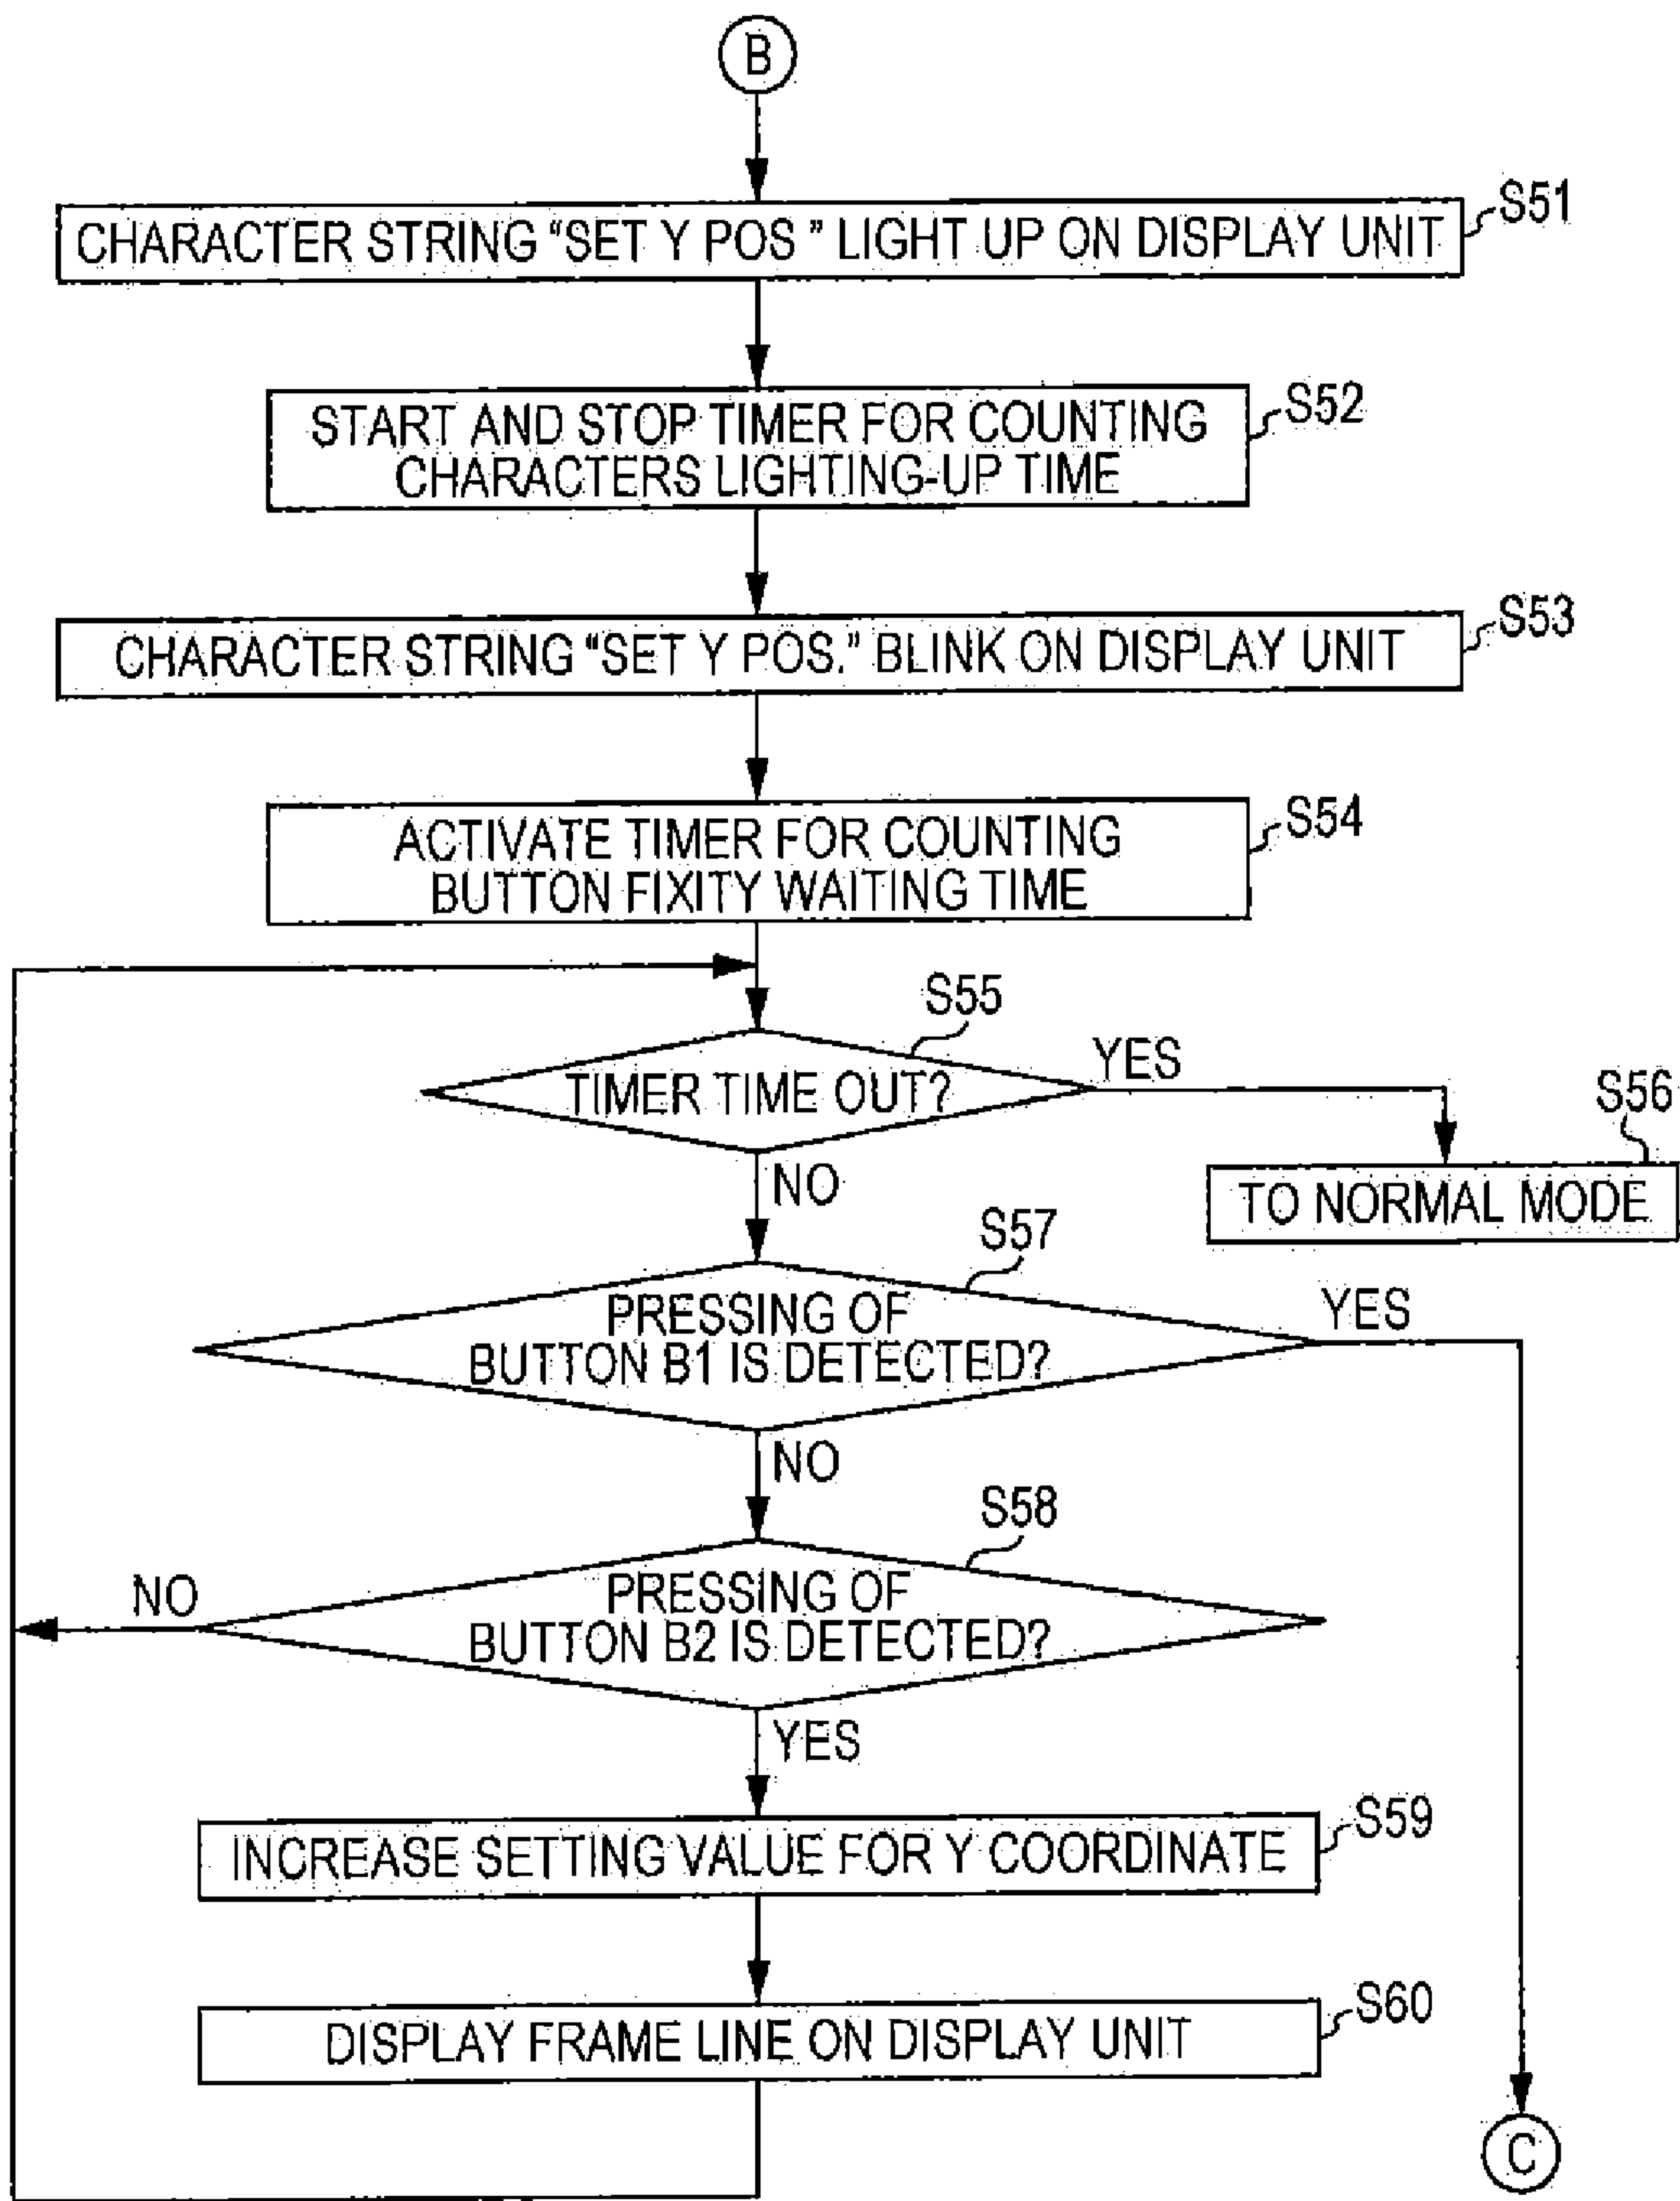 B
CHARACTER STRING “SET Y POS ” LIGHT UP ON DISPLAY UNIT
S51
START AND STOP TIMER FOR COUNTING
CHARACTERS LIGHTING-UP TIME
S52
CHARACTER STRING “SET Y POS.” BLINK ON DISPLAY UNIT
S53
ACTIVATE TIMER FOR COUNTING
BUTTON FIXITY WAITING TIME
S54
S55
TIMER TIME OUT?
YES
S56
TO NORMAL MODE
NO
S57
PRESSING OF
BUTTON B1 IS DETECTED?
YES
NO
S58
PRESSING OF
BUTTON B2 IS DETECTED?
NO
YES
INCREASE SETTING VALUE FOR Y COORDINATE
S59
DISPLAY FRAME LINE ON DISPLAY UNIT
S60
C